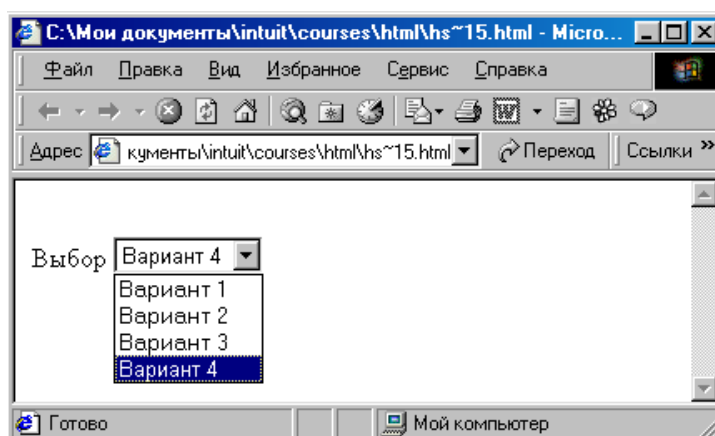 C:\Мои документы\intuit\courses\html\hs~15.html - Micro...
Файл Правка Вид Избранное Сервис Справка
Адрес кументы\intuit\courses\html\hs~15.html Переход Ссылки »
Выбор Вариант 4
Вариант 1
Вариант 2
Вариант 3
Вариант 4
Готово Мой компьютер